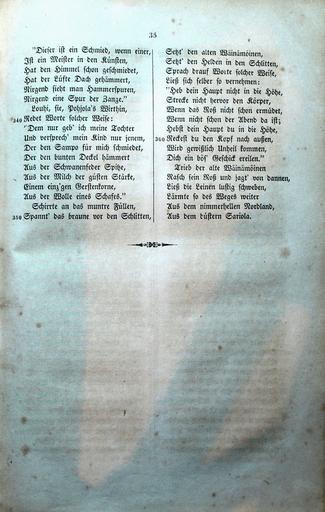 35
"Dieser ist ein Schmied, wenn einer,
Ist ein Meister in den Künsten,
Hat den Himmel schon geschmiedet,
Hat der Lüfte Dach gehämmert,
Nirgend sieht man Hammerspuren,
Nirgend eine Spur der Zange."
Louhi, sie, Pohjola's Wirthin,
340 Redet Worte solcher Weise:
"Dem nur geb' ich meine Tochter
Und versprech' mein Kind nur jenem,
Der den Sampo für mich schmiedet,
Der den bunten Deckel hämmert
Aus der Schwanenfeder Spitze,
Aus der Milch der güsten Stärke,
Einem einz'gen Gerstenkorne,
Aus der Wolle eines Schafes."
Schirrte an das muntre Füllen,
350 Spannt' das braune vor den Schlitten,
Setzt' den alten Wäinämöinen,
Setzt' den Helden in den Schlitten,
Sprach drauf Worte solcher Weise,
Ließ sich selber so vernehmen:
"Heb dein Haupt nicht in die Höhe,
Strecke nicht hervor den Körper,
Wenn das Roß nicht schon ermüdet,
Wenn nicht schon der Abend da ist;
Hebst dein Haupt du in die Höhe,
360 Reckest du den Kopf nach außen,
Wird gewißlich Unheil kommen,
Dich ein bös' Geschick ereilen."
Trieb der alte Wäinämöinen
Rasch sein Roß und jagt' von dannen,
Ließ die Leinen lustig schweben,
Lärmte so des Weges weiter
Aus dem nimmerhellen Nordland,
Aus dem düstern Sariola.